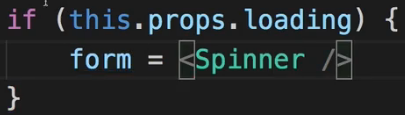 if (this.props.loading) {
form = <Spinner />
}